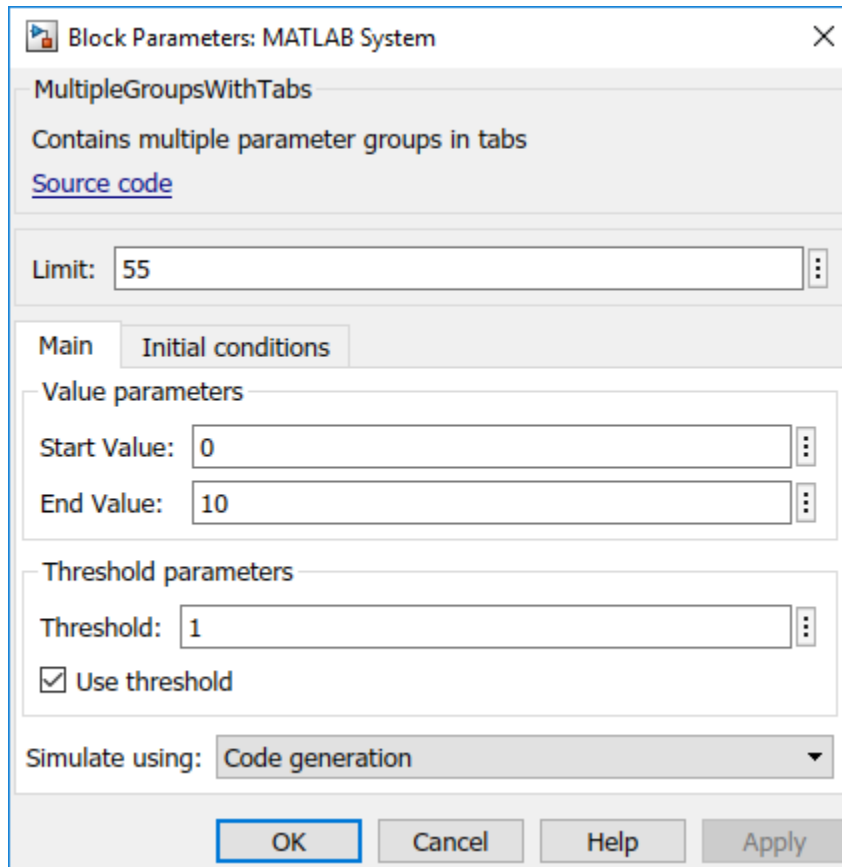 Block Parameters: MATLAB System
MultipleGroupsWithTabs
Contains multiple parameter groups in tabs
Source code
Limit: 55
Main Initial conditions
Value parameters
Start Value: 0
End Value: 10
Threshold parameters
Threshold: 1
Use threshold
Simulate using: Code generation
OK Cancel Help Apply